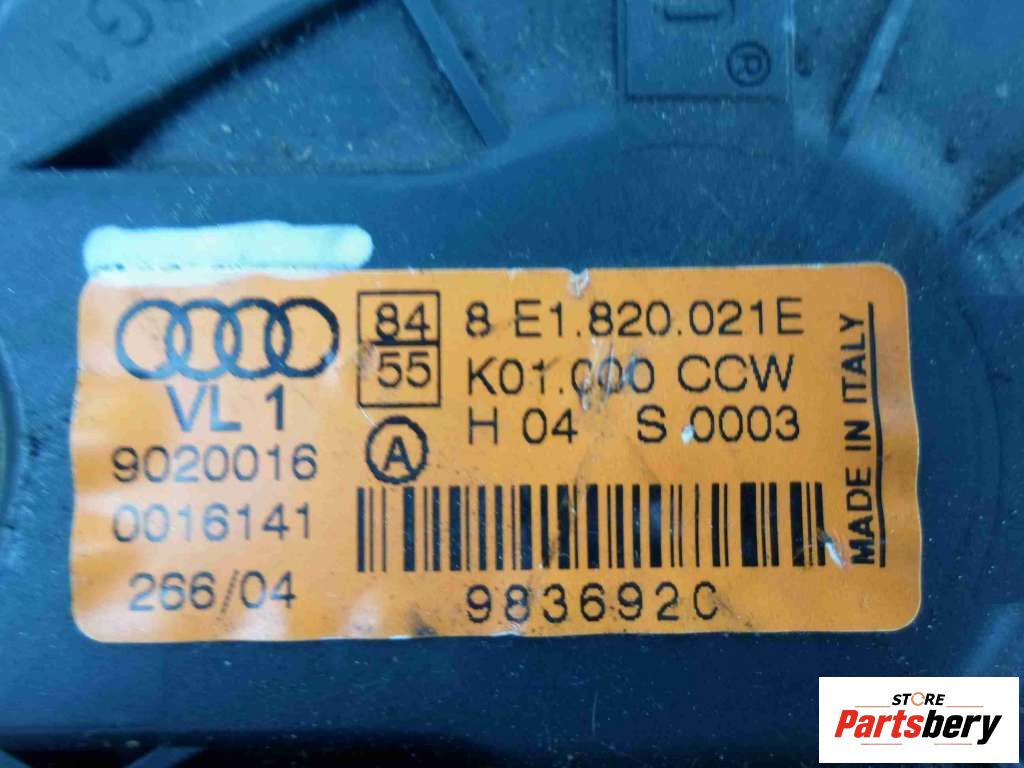 G1
®
84
55
8 E1.820.021E
K01.000 CCW
H 04 S 0003
VL 1
A
9020016
0016141
266/04
983692C
MADE IN ITALY
STORE
Partsbery